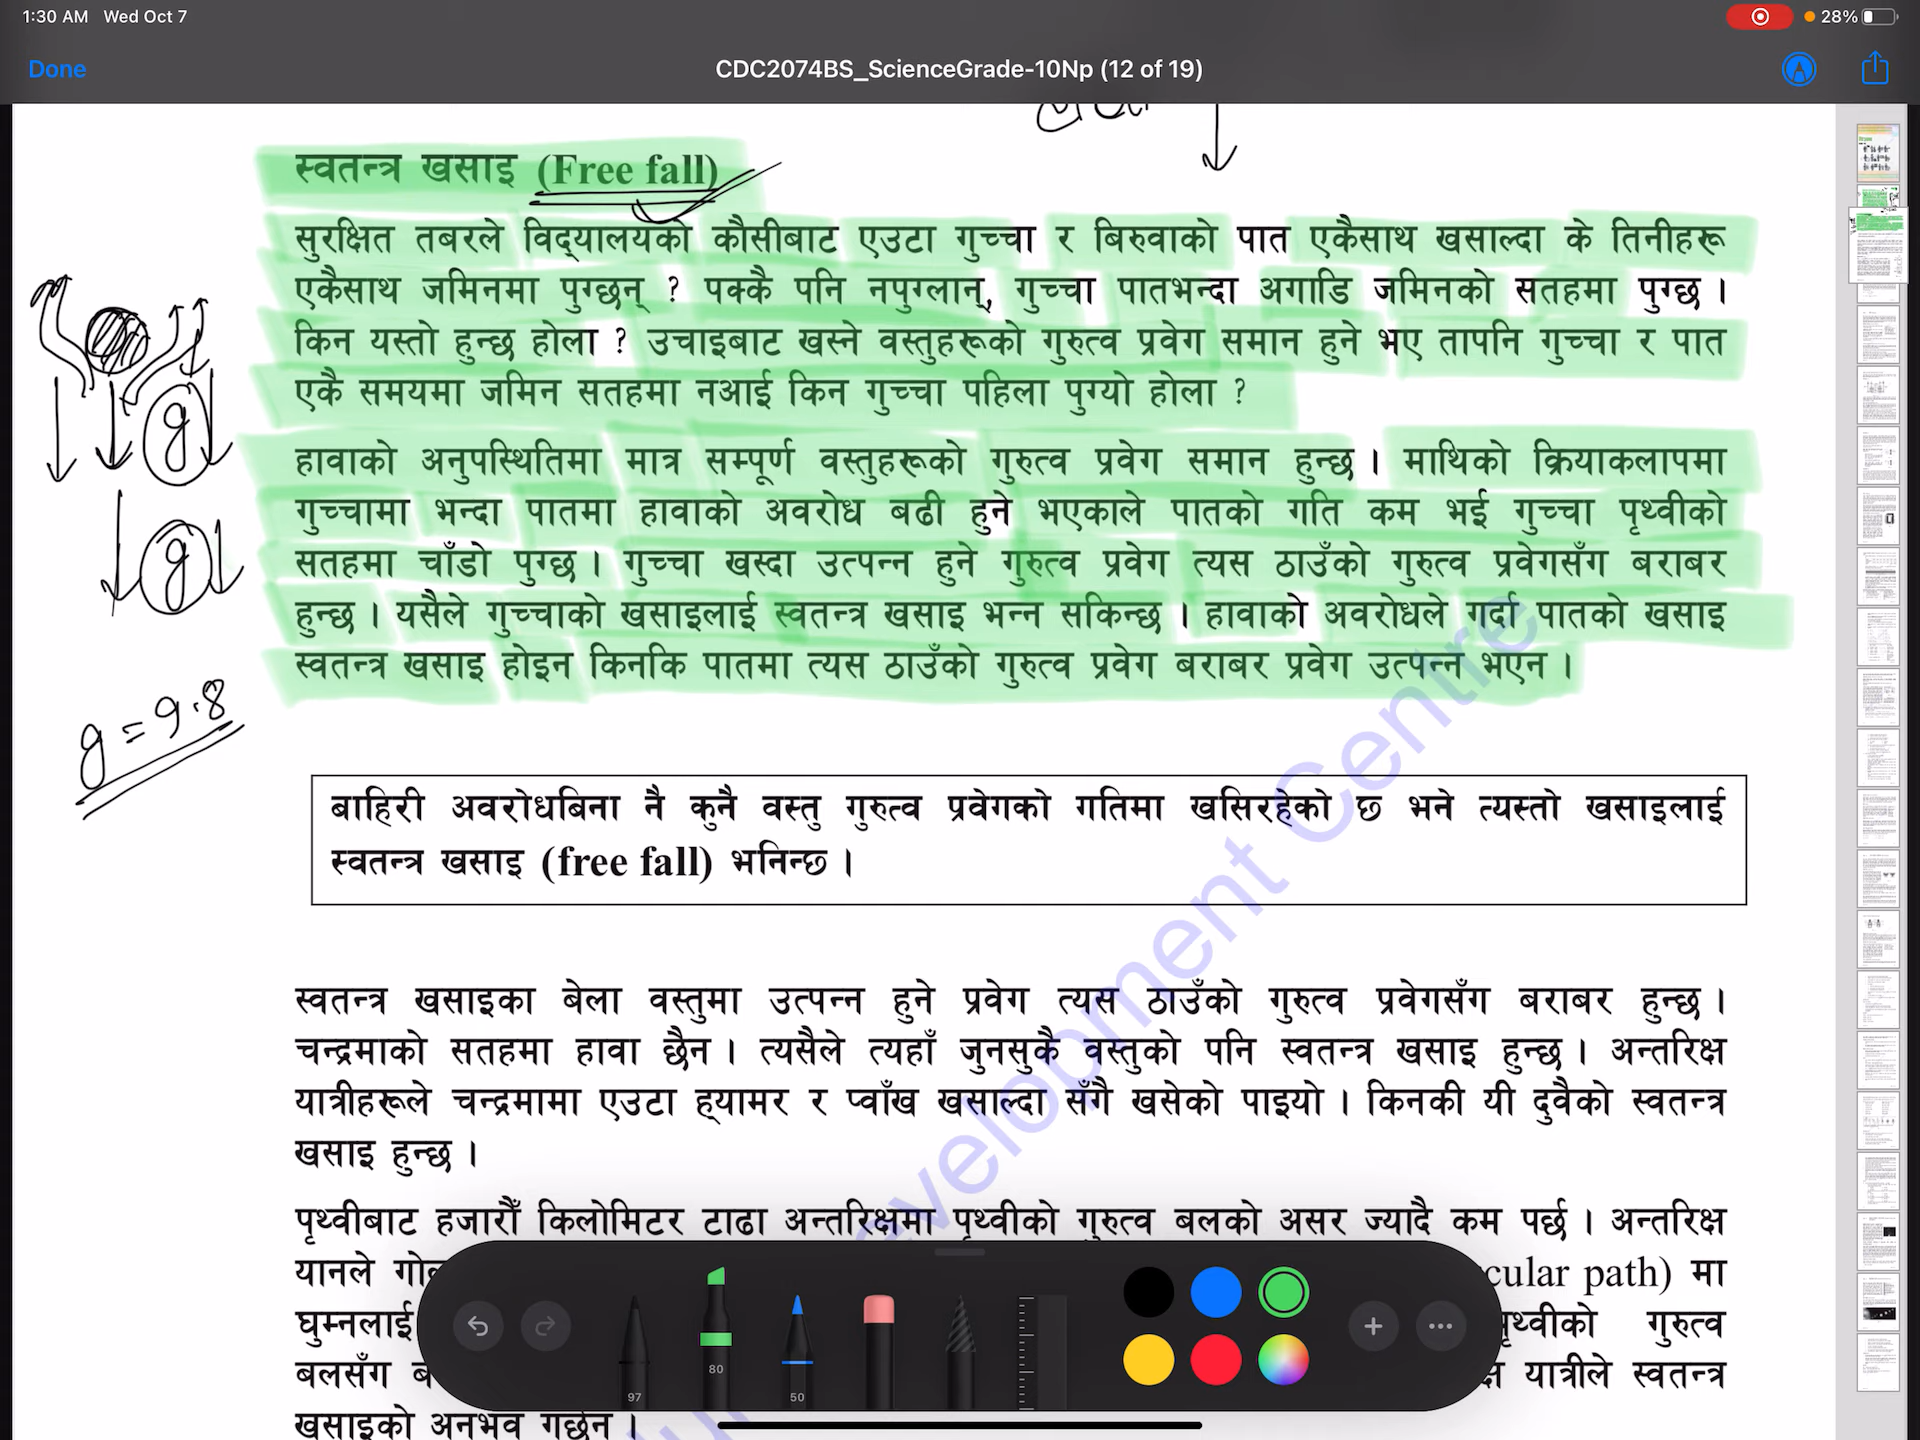 1:30 AM Wed Oct 7
28%
Done
CDC2074BS_ScienceGrade-10Np (12 of 19)
स्वतन्त्र खसाइ (Free fall)
सुरक्षित तबरले विद्यालयको कौसीबाट एउटा गुच्चा र बिरुवाको पात एकैसाथ खसाल्दा के तिनीहरू
एकैसाथ जमिनमा पुग्छन् ? पक्कै पनि नपुग्लान्, गुच्चा पातभन्दा अगाडि जमिनको सतहमा पुग्छ ।
किन यस्तो हुन्छ होला ? उचाइबाट खस्ने वस्तुहरूको गुरुत्व प्रवेग समान हुने भए तापनि गुच्चा र पात
एकै समयमा जमिन सतहमा नआई किन गुच्चा पहिला पुग्यो होला ?
g
हावाको अनुपस्थितिमा मात्र सम्पूर्ण वस्तुहरूको गुरुत्व प्रवेग समान हुन्छ । माथिको क्रियाकलापमा
गुच्चामा भन्दा पातमा हावाको अवरोध बढी हुने भएकाले पातको गति कम भई गुच्चा पृथ्वीको
सतहमा चाँडो पुग्छ । गुच्चा खस्दा उत्पन्न हुने गुरुत्व प्रवेग त्यस ठाउँको गुरुत्व प्रवेगसँग बराबर
g
हुन्छ । यसैले गुच्चाको खसाइलाई स्वतन्त्र खसाइ भन्न सकिन्छ । हावाको अवरोधले गर्दा पातको खसाइ
स्वतन्त्र खसाइ होइन किनकि पातमा त्यस ठाउँको गुरुत्व प्रवेग बराबर प्रवेग उत्पन्न भएन ।
g = 9.8
बाहिरी अवरोधबिना नै कुनै वस्तु गुरुत्व प्रवेगको गतिमा खसिरहेको छ भने त्यस्तो खसाइलाई
स्वतन्त्र खसाइ (free fall) भनिन्छ ।
स्वतन्त्र खसाइका बेला वस्तुमा उत्पन्न हुने प्रवेग त्यस ठाउँको गुरुत्व प्रवेगसँग बराबर हुन्छ ।
चन्द्रमाको सतहमा हावा छैन । त्यसैले त्यहाँ जुनसुकै वस्तुको पनि स्वतन्त्र खसाइ हुन्छ । अन्तरिक्ष
यात्रीहरूले चन्द्रमामा एउटा ह्यामर र प्वाँख खसाल्दा सँगै खसेको पाइयो । किनकी यी दुवैको स्वतन्त्र
खसाइ हुन्छ ।
पृथ्वीबाट हजारौँ किलोमिटर टाढा अन्तरिक्षमा पृथ्वीको गुरुत्व बलको असर ज्यादै कम पर्छ । अन्तरिक्ष
यानले cular path) मा
घुम्नलाई पृथ्वीको गुरुत्व
बलसँग यात्रीले स्वतन्त्र
खसाइको अनुभव गर्छन् ।
97
80
50
evelopment Centre